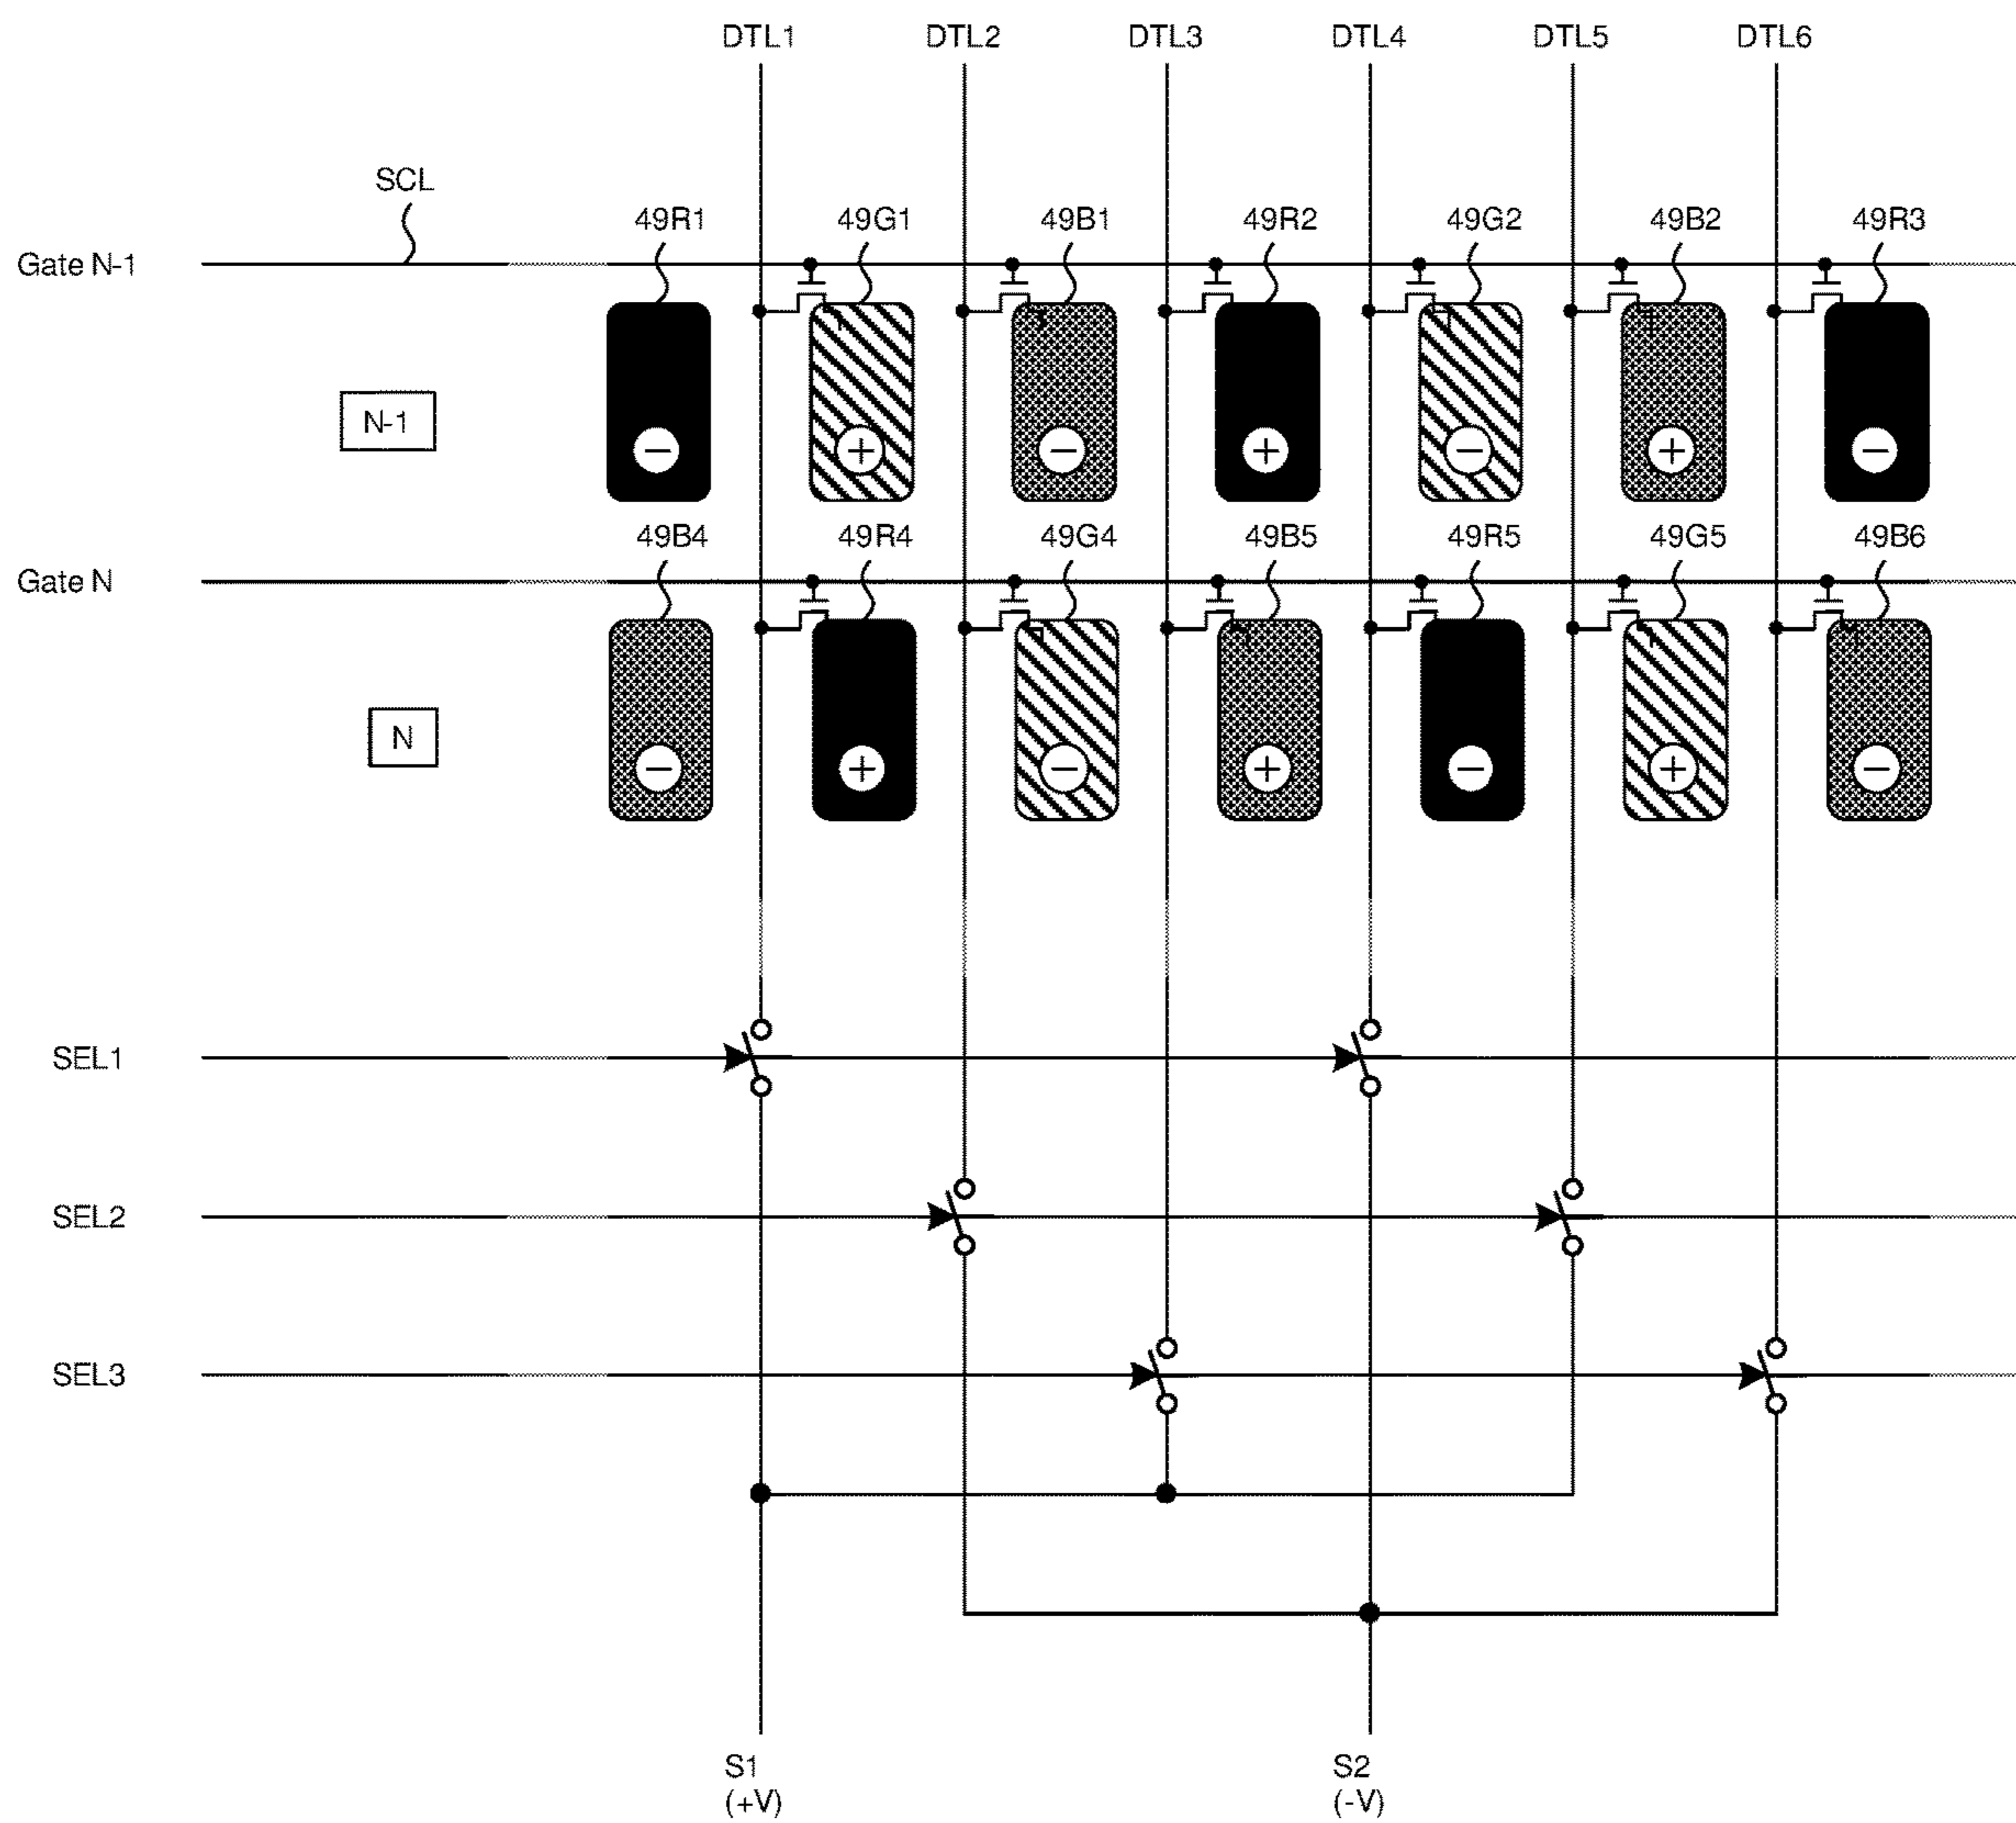 DTL1 DTL2 DTL3 DTL4 DTL5 DTL6
SCL
49R1 49G1 49B1 49R2 49G2 49B2 49R3
Gate N-1
N-1
− + − + − + −
49B4 49R4 49G4 49B5 49R5 49G5 49B6
Gate N
N
− + − + − + −
SEL1
SEL2
SEL3
S1 S2
(+V) (-V)